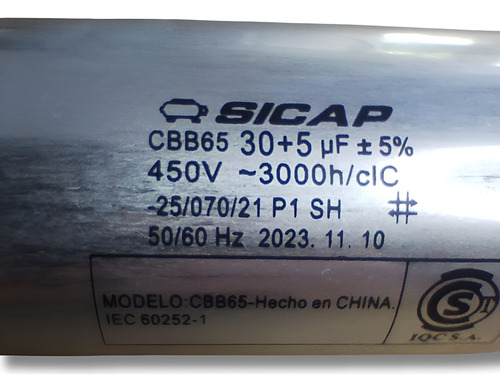 SICAP
CBB65 30+5 µF ± 5%
450V ~3000h/clC
-25/070/21 P1 SH
50/60 Hz 2023. 11. 10
MODELO:CBB65-Hecho en CHINA.
IEC 60252-1
IQC S.A.